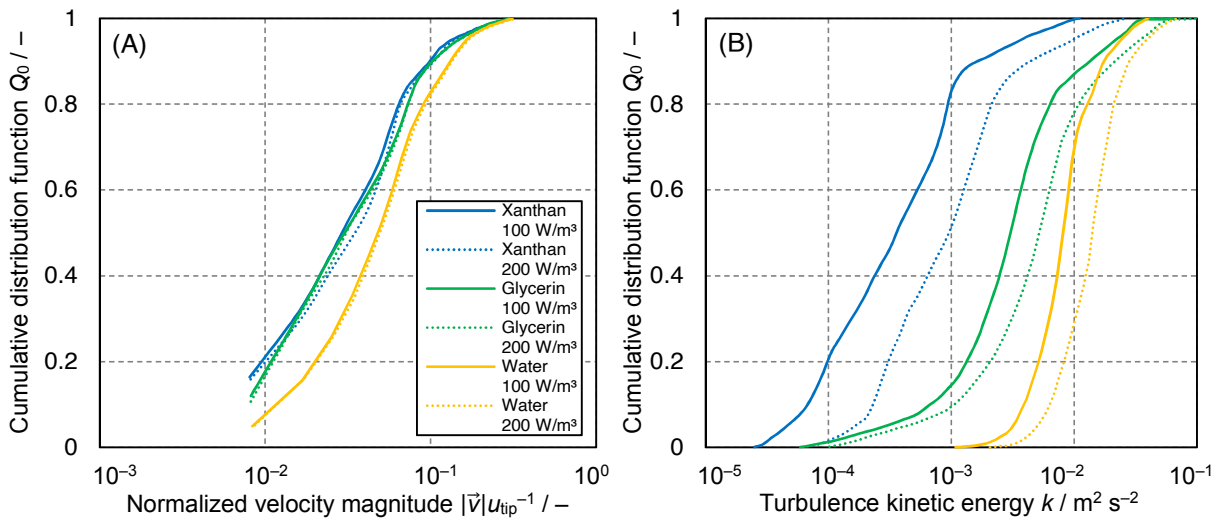 (A)
Cumulative distribution function Q₀ / –
1
0.8
0.6
0.4
0.2
0
10⁻³
10⁻²
10⁻¹
10⁰
Normalized velocity magnitude |v⃗|u_tip⁻¹ / –
Xanthan
100 W/m³
Xanthan
200 W/m³
Glycerin
100 W/m³
Glycerin
200 W/m³
Water
100 W/m³
Water
200 W/m³
(B)
Cumulative distribution function Q₀ / –
1
0.8
0.6
0.4
0.2
0
10⁻⁵
10⁻⁴
10⁻³
10⁻²
10⁻¹
Turbulence kinetic energy k / m² s⁻²